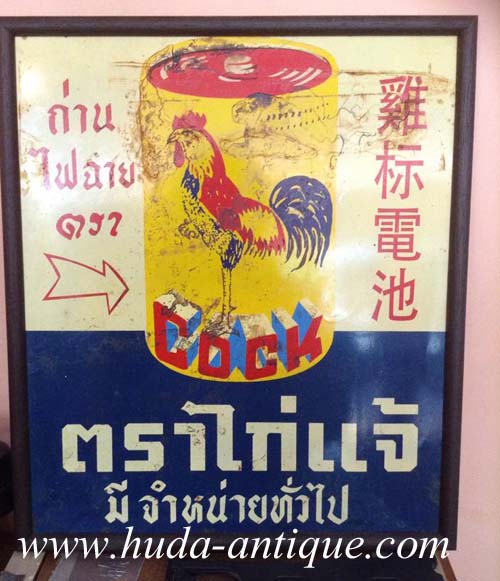 ถ่าน
ไฟฉาย
ตรา
雞标電池
COCK
ตราไก่แจ้
มี จำหน่ายทั่วไป
www.huda-antique.com